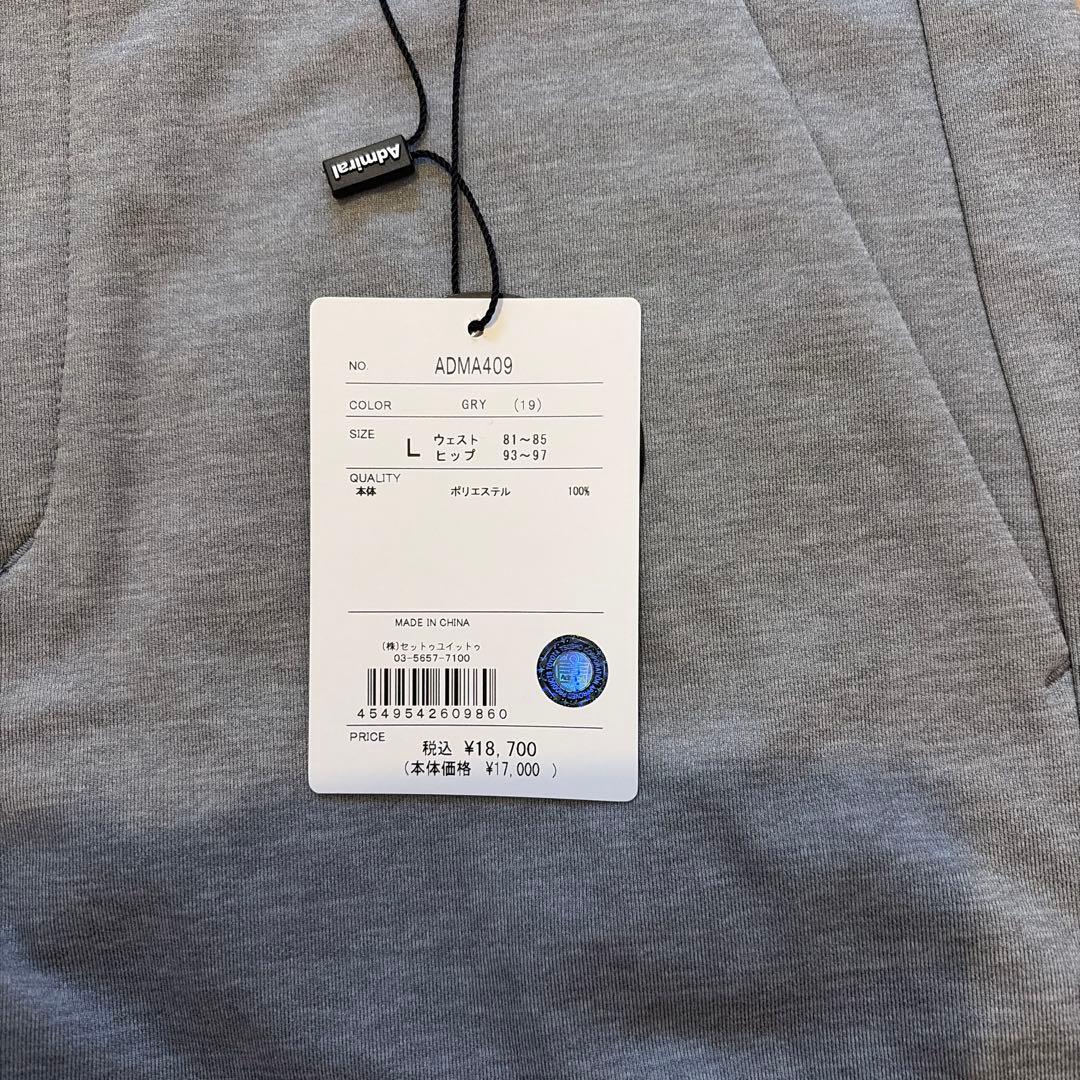 Admiral
NO. ADMA409
COLOR GRY (19)
SIZE L ウェスト 81～85
ヒップ 93～97
QUALITY
本体 ポリエステル 100%
MADE IN CHINA
(株)セットゥユイットゥ
03-5657-7100
4549542609860
PRICE
税込 ¥18,700
(本体価格 ¥17,000 )